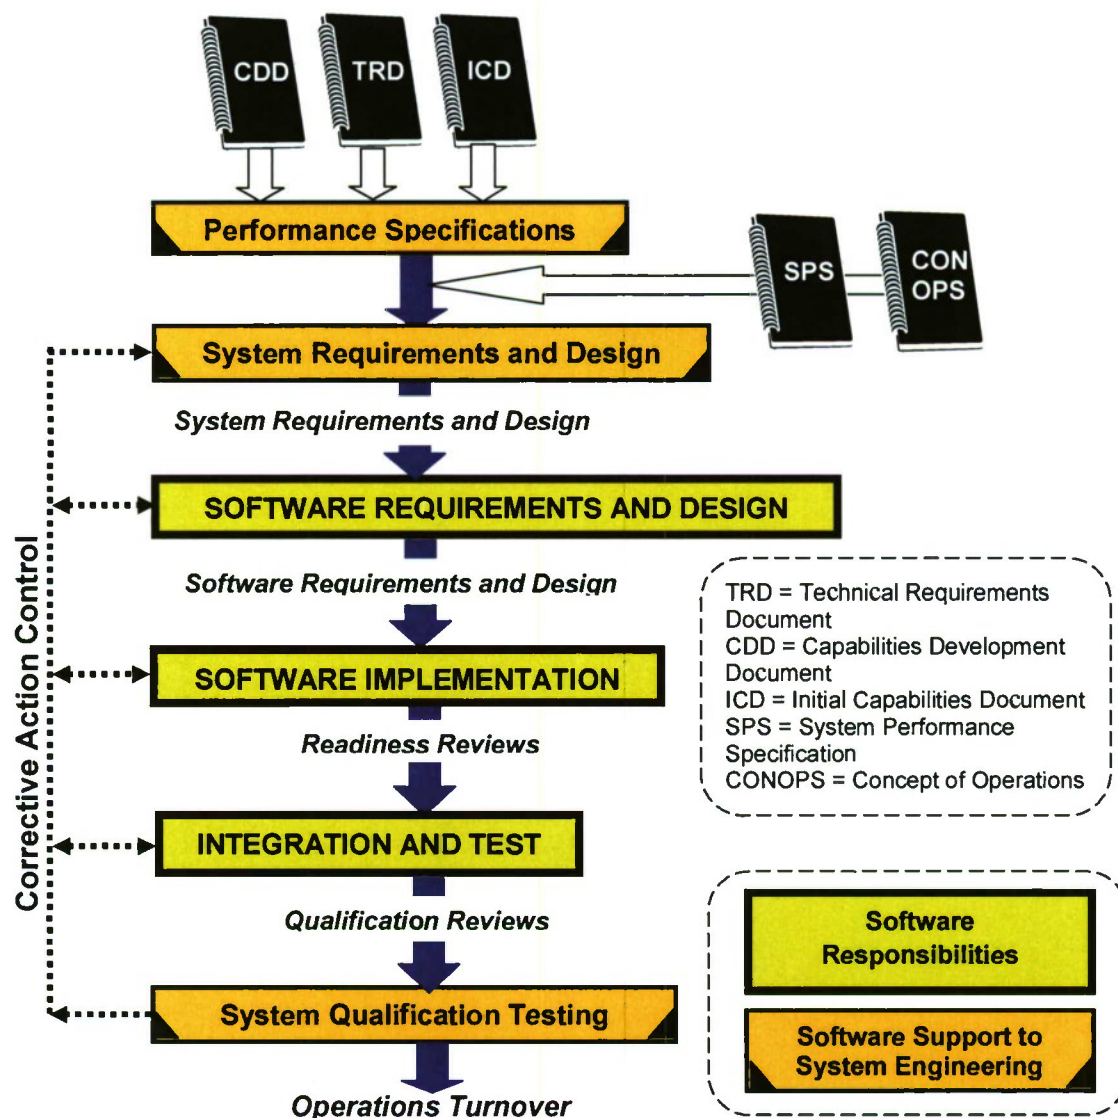 CDD
TRD
ICD
Performance Specifications
SPS
CON
OPS
System Requirements and Design
System Requirements and Design
SOFTWARE REQUIREMENTS AND DESIGN
Software Requirements and Design
SOFTWARE IMPLEMENTATION
Readiness Reviews
INTEGRATION AND TEST
Qualification Reviews
System Qualification Testing
Operations Turnover
Corrective Action Control
TRD = Technical Requirements
Document
CDD = Capabilities Development
Document
ICD = Initial Capabilities Document
SPS = System Performance
Specification
CONOPS = Concept of Operations
Software
Responsibilities
Software Support to
System Engineering